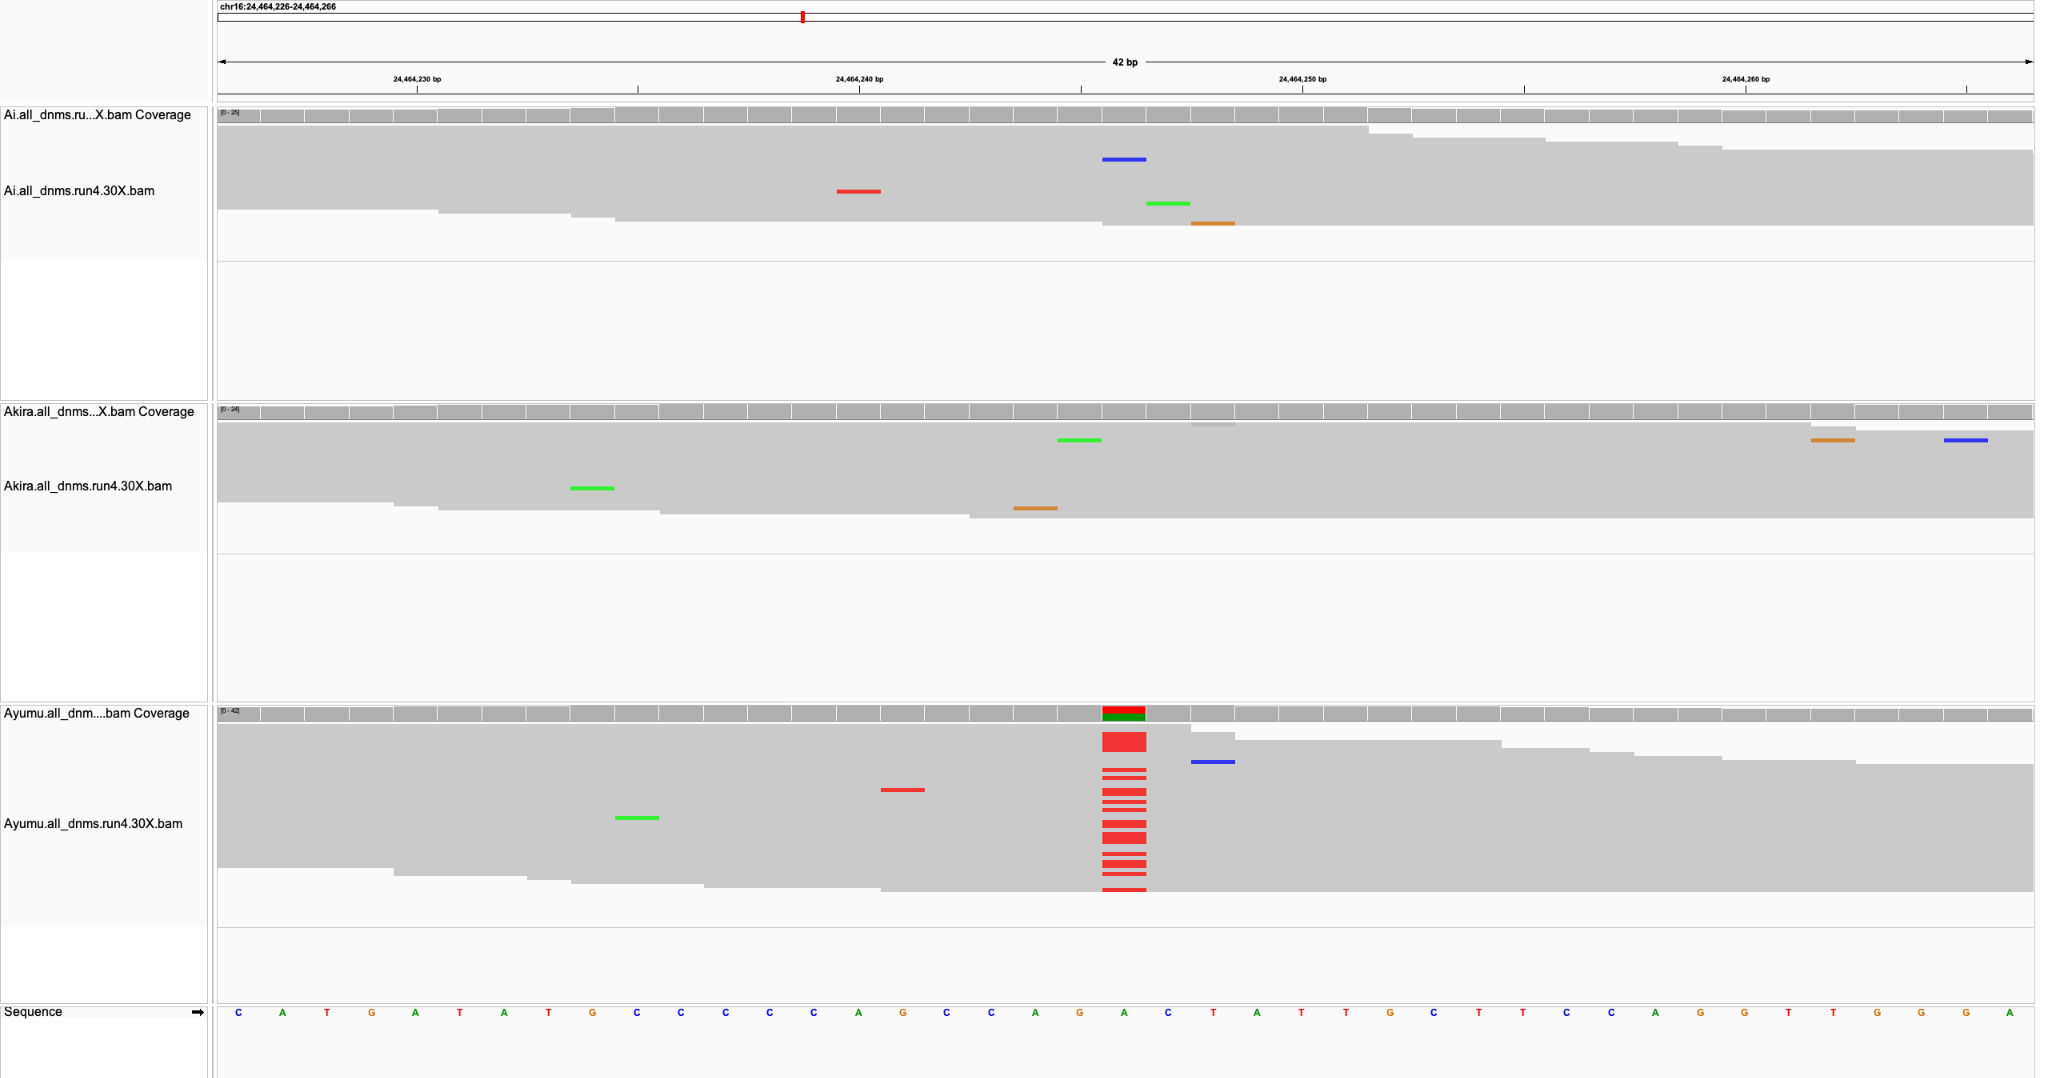 chr16:24,464,226-24,464,266
42 bp
24,464,230 bp 24,464,240 bp 24,464,250 bp 24,464,260 bp
Ai.all_dnms.ru...X.bam Coverage
[0 - 25]
Ai.all_dnms.run4.30X.bam
Akira.all_dnms...X.bam Coverage
[0 - 24]
Akira.all_dnms.run4.30X.bam
Ayumu.all_dnm....bam Coverage
[0 - 42]
Ayumu.all_dnms.run4.30X.bam
Sequence C A T G A T A T G C C C C C A G C C A G A C T A T T G C T T C C A G G T T G G G A